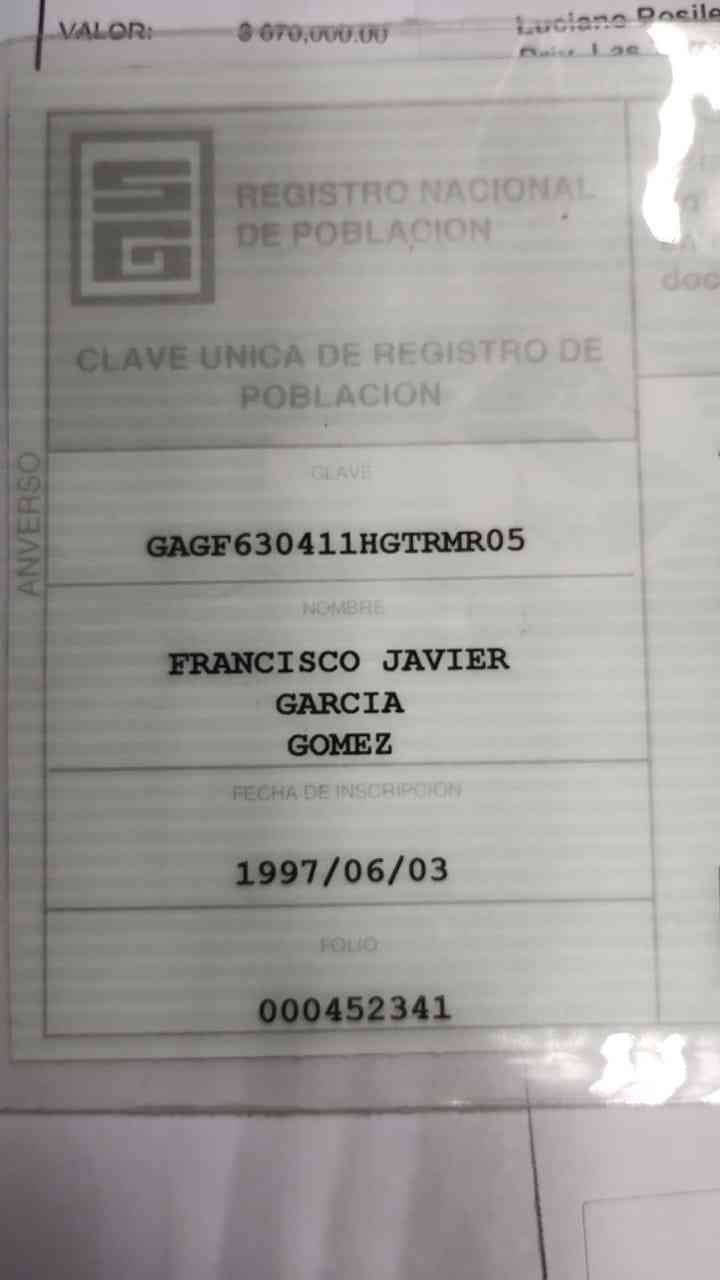 VALOR: $ 670,000.00
Luciano
REGISTRO NACIONAL
DE POBLACION
CLAVE UNICA DE REGISTRO DE
POBLACION
ANVERSO
CLAVE
GAGF630411HGTRMR05
NOMBRE
FRANCISCO JAVIER
GARCIA
GOMEZ
FECHA DE INSCRIPCION
1997/06/03
FOLIO
000452341